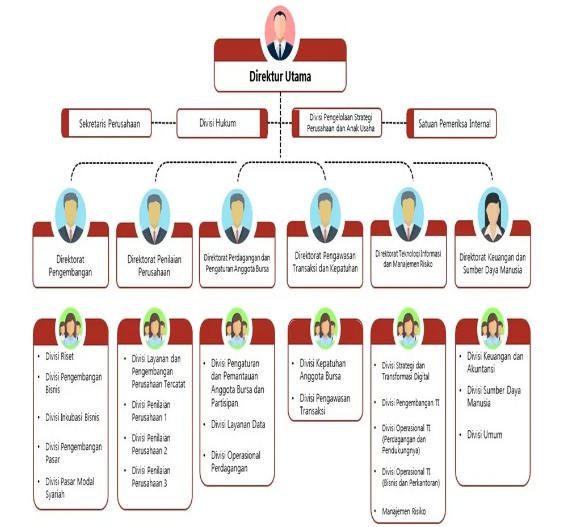 Direktur Utama
Sekretaris Perusahaan
Divisi Hukum
Divisi Pengelolaan Strategi
Perusahaan dan Anak Usaha
Satuan Pemeriksa Internal
Direktorat
Pengembangan
Direktorat Penilaian
Perusahaan
Direktorat Perdagangan dan
Pengaturan Anggota Bursa
Direktorat Pengawasan
Transaksi dan Kepatuhan
Direktorat Teknologi Informasi
dan Manajemen Risiko
Direktorat Keuangan dan
Sumber Daya Manusia
• Divisi Riset
• Divisi Pengembangan
Bisnis
• Divisi Inkubasi Bisnis
• Divisi Pengembangan
Pasar
• Divisi Pasar Modal
Syariah
• Divisi Layanan dan
Pengembangan
Perusahaan Tercatat
• Divisi Penilaian
Perusahaan 1
• Divisi Penilaian
Perusahaan 2
• Divisi Penilaian
Perusahaan 3
• Divisi Pengaturan
dan Pemantauan
Anggota Bursa dan
Partisipan
• Divisi Layanan Data
• Divisi Operasional
Perdagangan
• Divisi Kepatuhan
Anggota Bursa
• Divisi Pengawasan
Transaksi
• Divisi Strategi dan
Transformasi Digital
• Divisi Pengembangan TI
• Divisi Operasional TI
(Perdagangan dan
Pendukungnya)
• Divisi Operasional TI
(Bisnis dan Perkantoran)
• Manajemen Risiko
• Divisi Keuangan dan
Akuntansi
• Divisi Sumber Daya
Manusia
• Divisi Umum